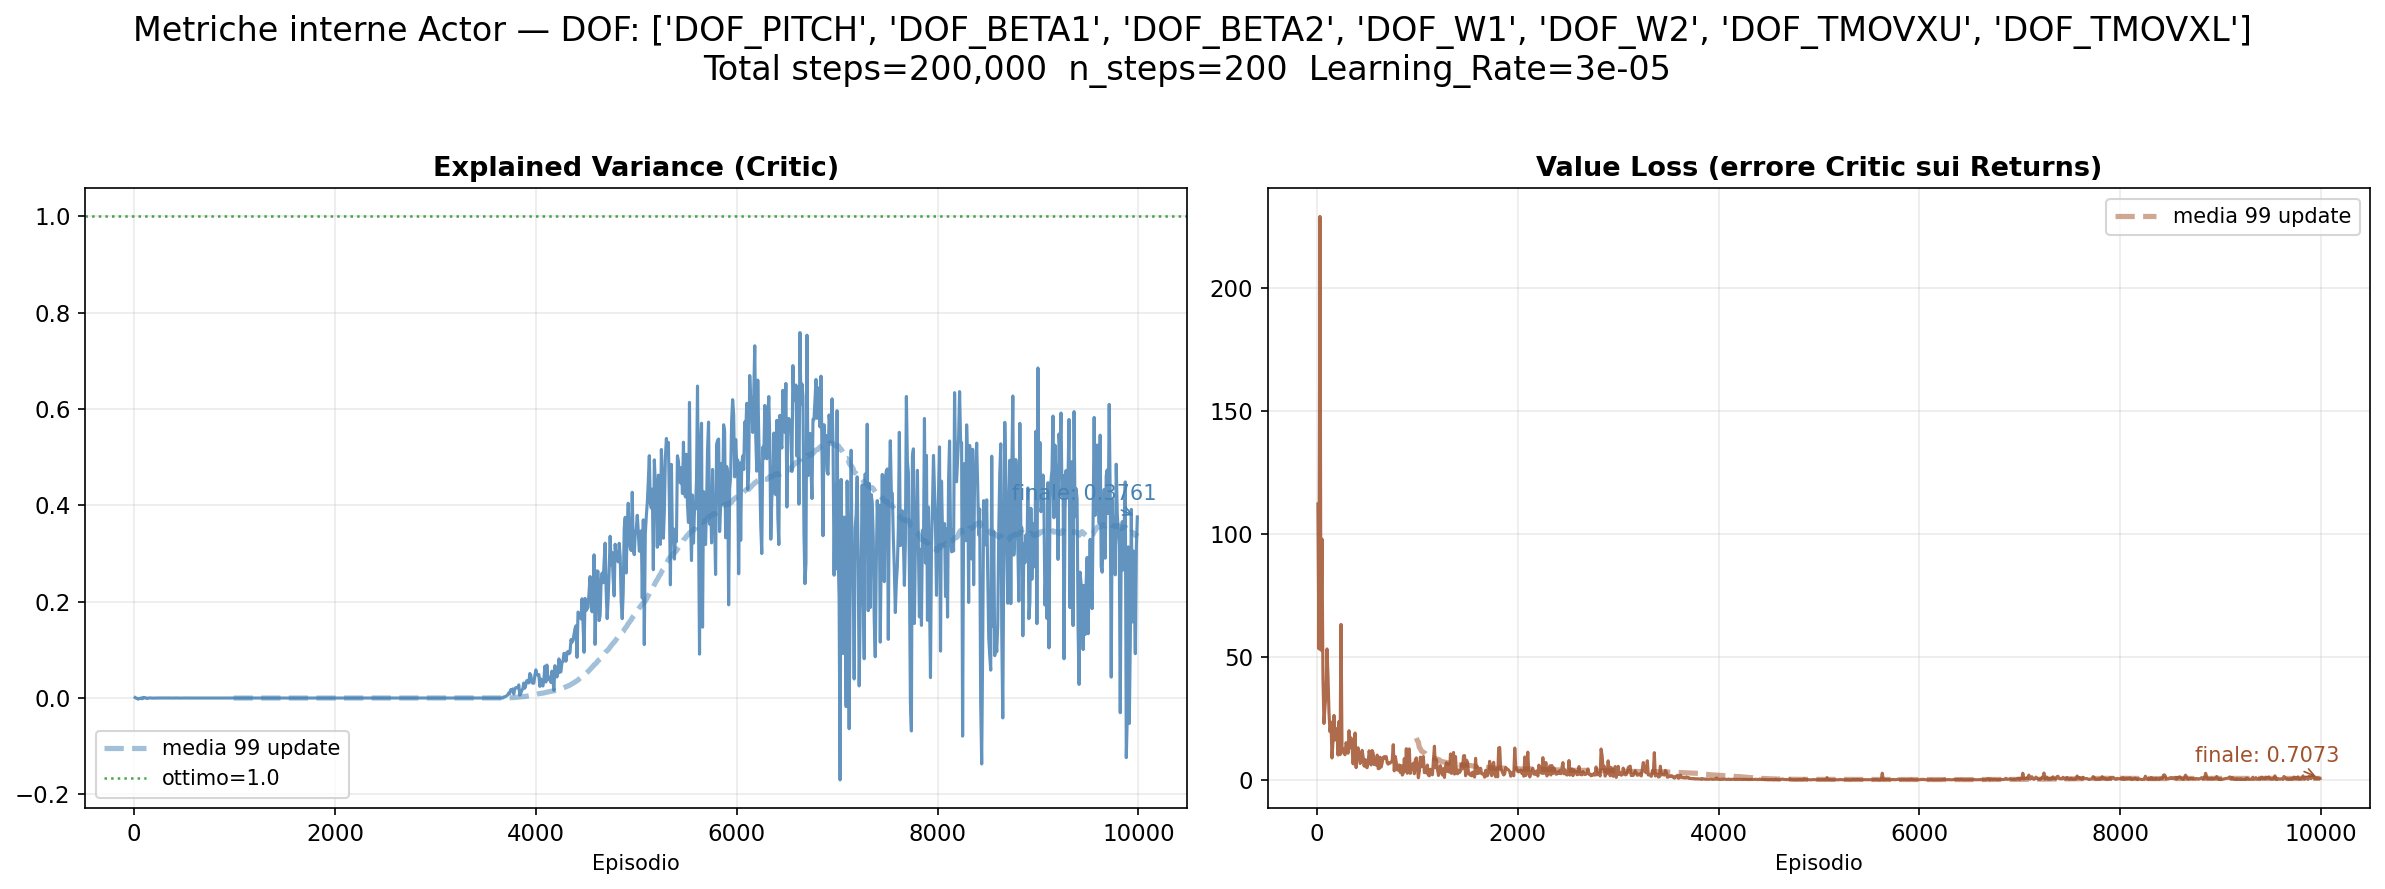 Metriche interne Actor — DOF: ['DOF_PITCH', 'DOF_BETA1', 'DOF_BETA2', 'DOF_W1', 'DOF_W2', 'DOF_TMOVXU', 'DOF_TMOVXL']
Total steps=200,000  n_steps=200  Learning_Rate=3e-05
Explained Variance (Critic)
1.0
0.8
0.6
0.4
0.2
0.0
−0.2
finale: 0.3761
media 99 update
ottimo=1.0
0 2000 4000 6000 8000 10000
Episodio
Value Loss (errore Critic sui Returns)
media 99 update
200
150
100
50
0
finale: 0.7073
0 2000 4000 6000 8000 10000
Episodio